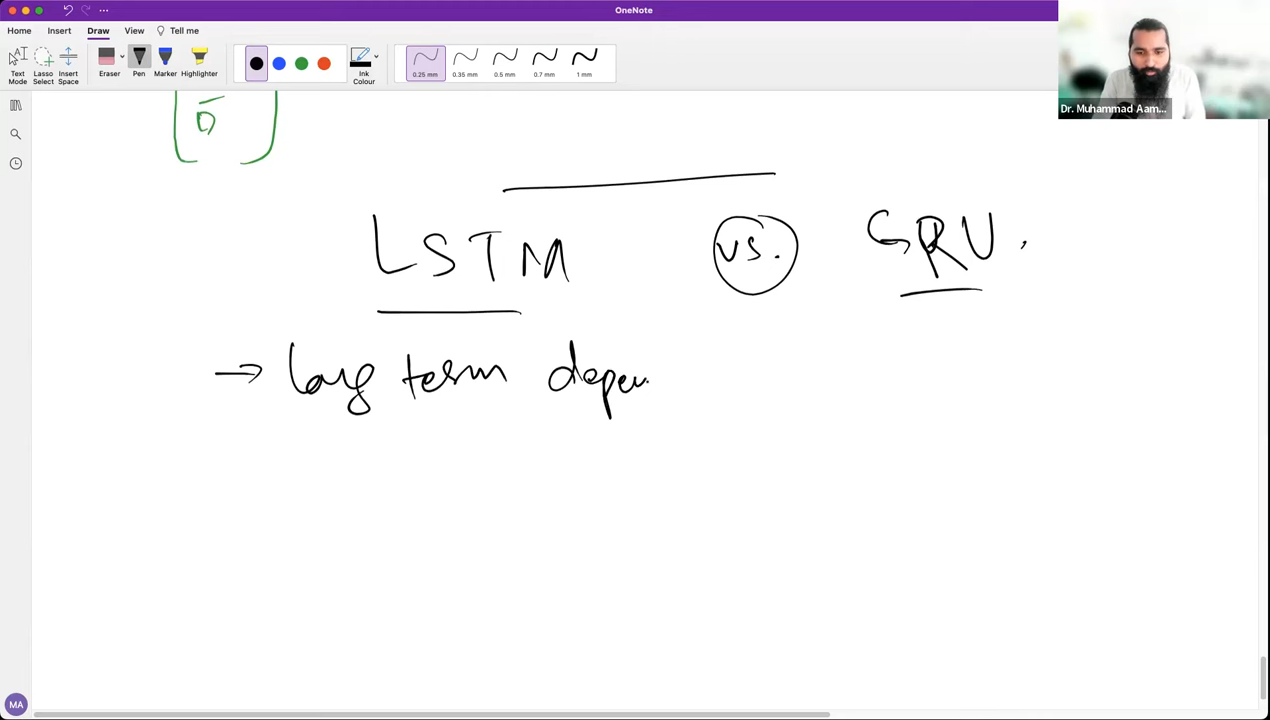 OneNote
Home Insert Draw View Tell me
Text Mode Lasso Select Insert Space Eraser Pen Marker Highlighter Ink Colour 0.25 mm 0.35 mm 0.5 mm 0.7 mm 1 mm
Dr. Muhammad Aam...
LSTM vs. GRU.
→ long term depen
MA